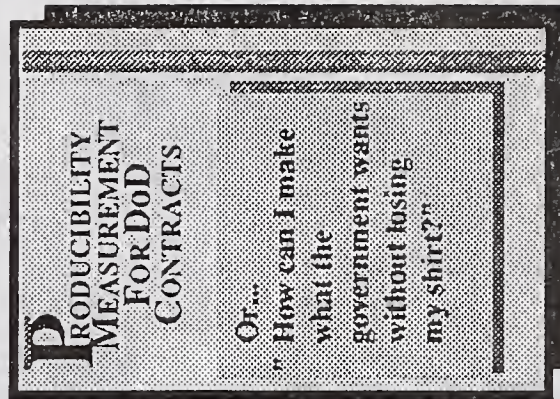 PRODUCIBILITY
MEASUREMENT
FOR DOD
CONTRACTS
Or...
" How can I make
what the
government wants
without losing
my shirt?"